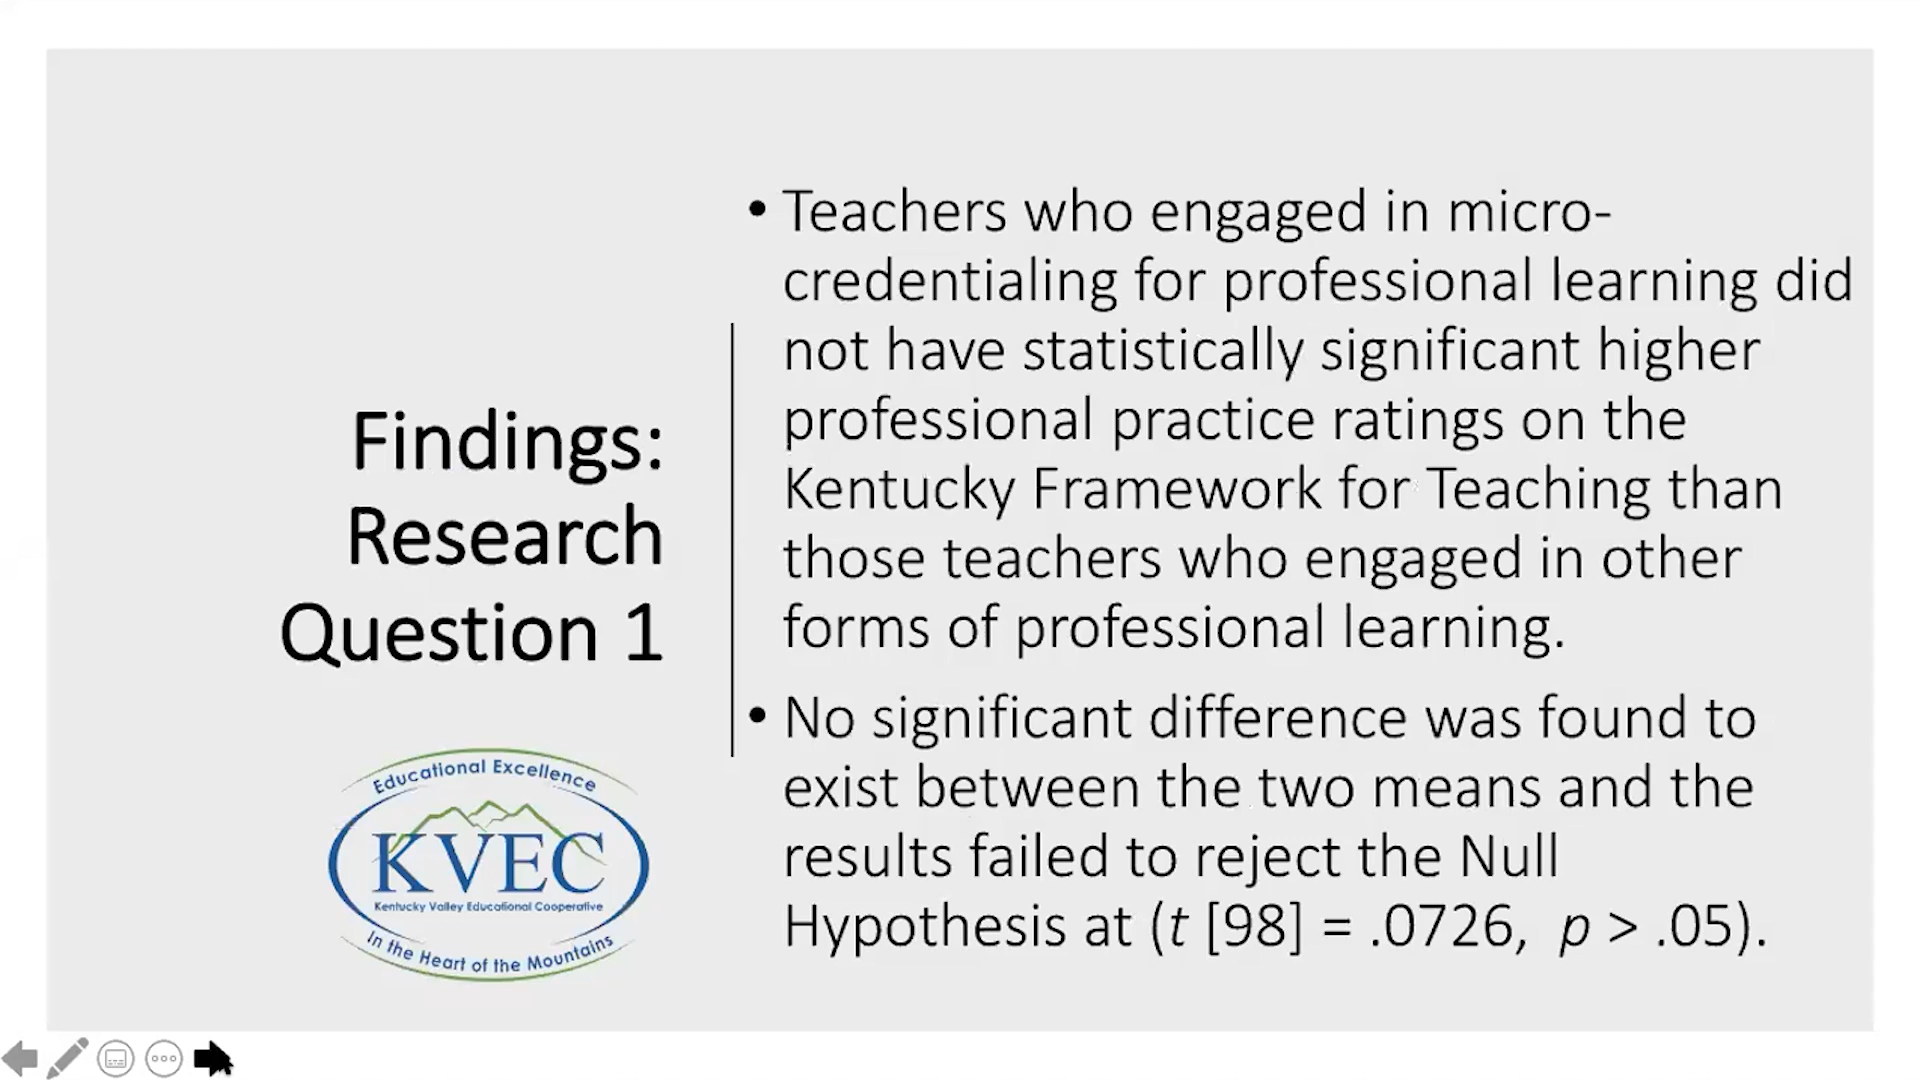 Findings:
Research
Question 1
Educational Excellence
KVEC
Kentucky Valley Educational Cooperative
In the Heart of the Mountains
• Teachers who engaged in micro-
credentialing for professional learning did
not have statistically significant higher
professional practice ratings on the
Kentucky Framework for Teaching than
those teachers who engaged in other
forms of professional learning.
• No significant difference was found to
exist between the two means and the
results failed to reject the Null
Hypothesis at (t [98] = .0726, p > .05).